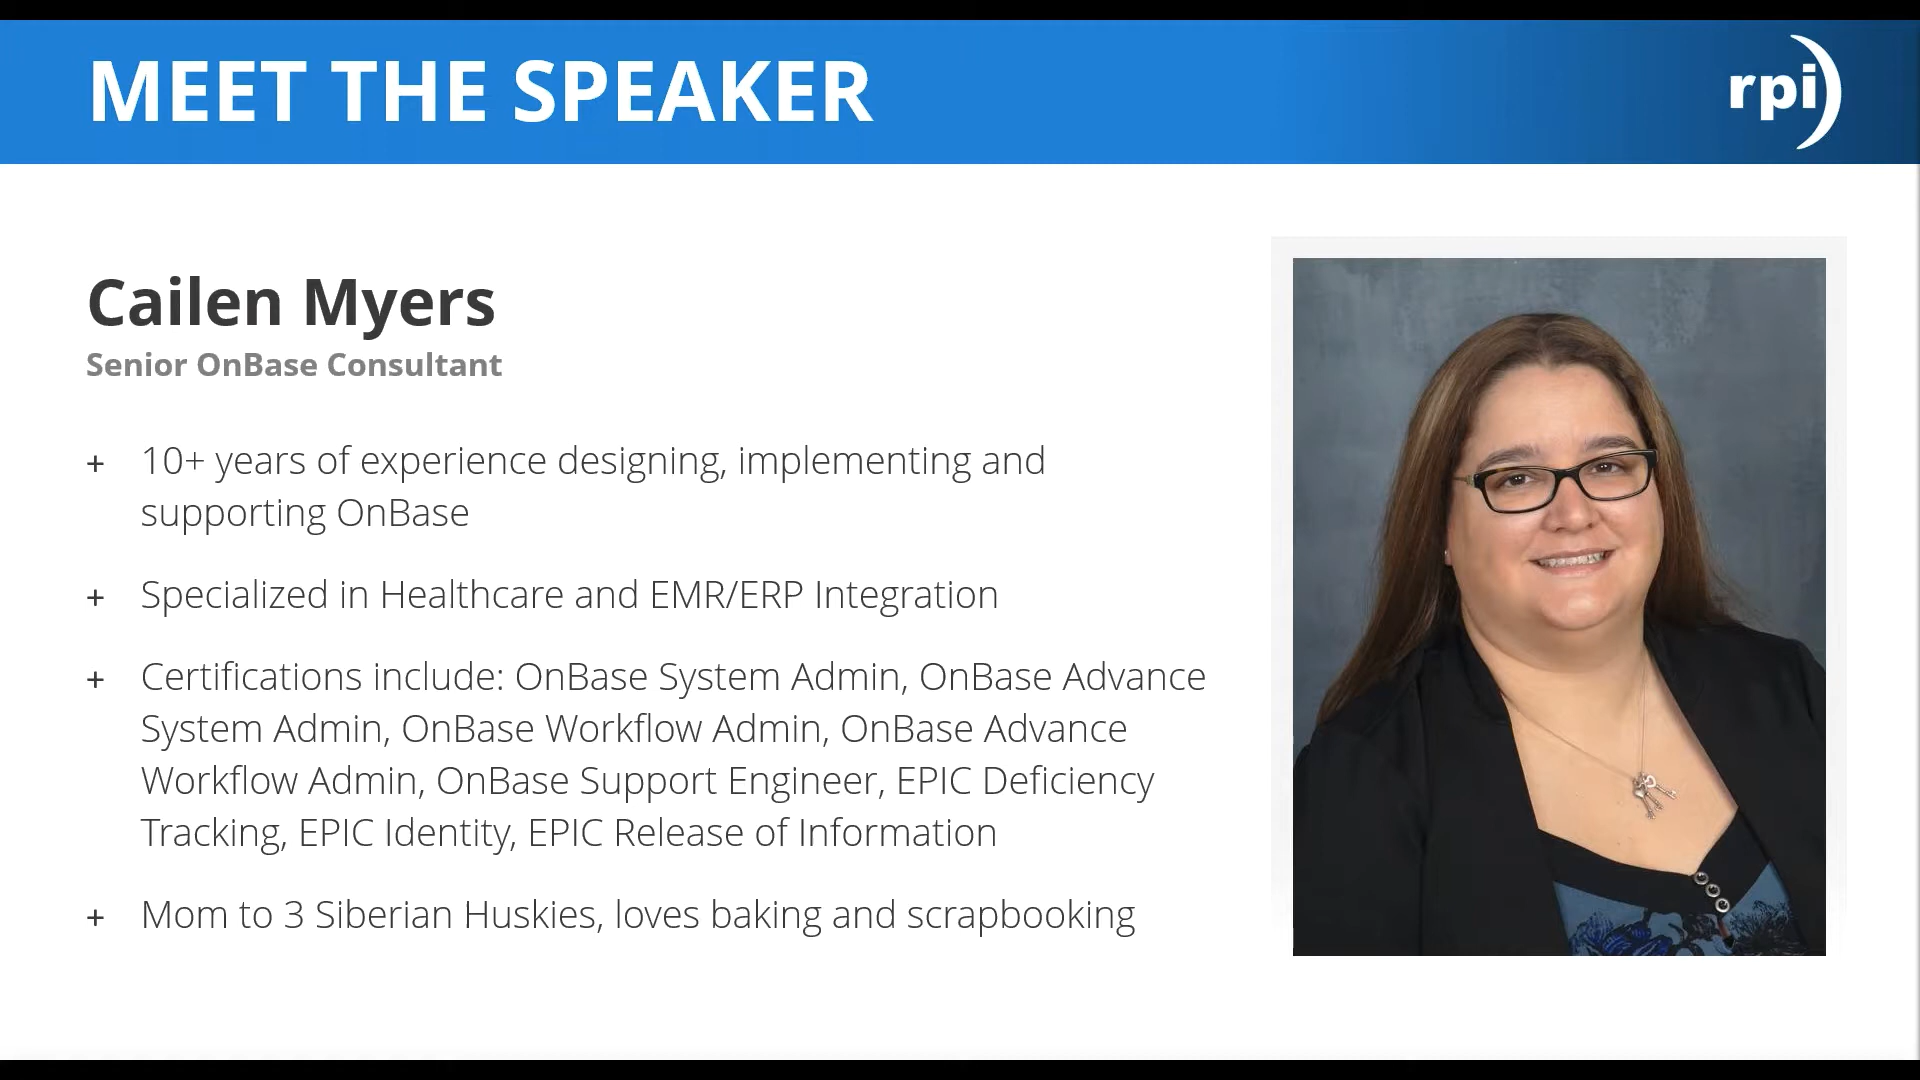 MEET THE SPEAKER
rpi
Cailen Myers
Senior OnBase Consultant
+ 10+ years of experience designing, implementing and
supporting OnBase
+ Specialized in Healthcare and EMR/ERP Integration
+ Certifications include: OnBase System Admin, OnBase Advance
System Admin, OnBase Workflow Admin, OnBase Advance
Workflow Admin, OnBase Support Engineer, EPIC Deficiency
Tracking, EPIC Identity, EPIC Release of Information
+ Mom to 3 Siberian Huskies, loves baking and scrapbooking